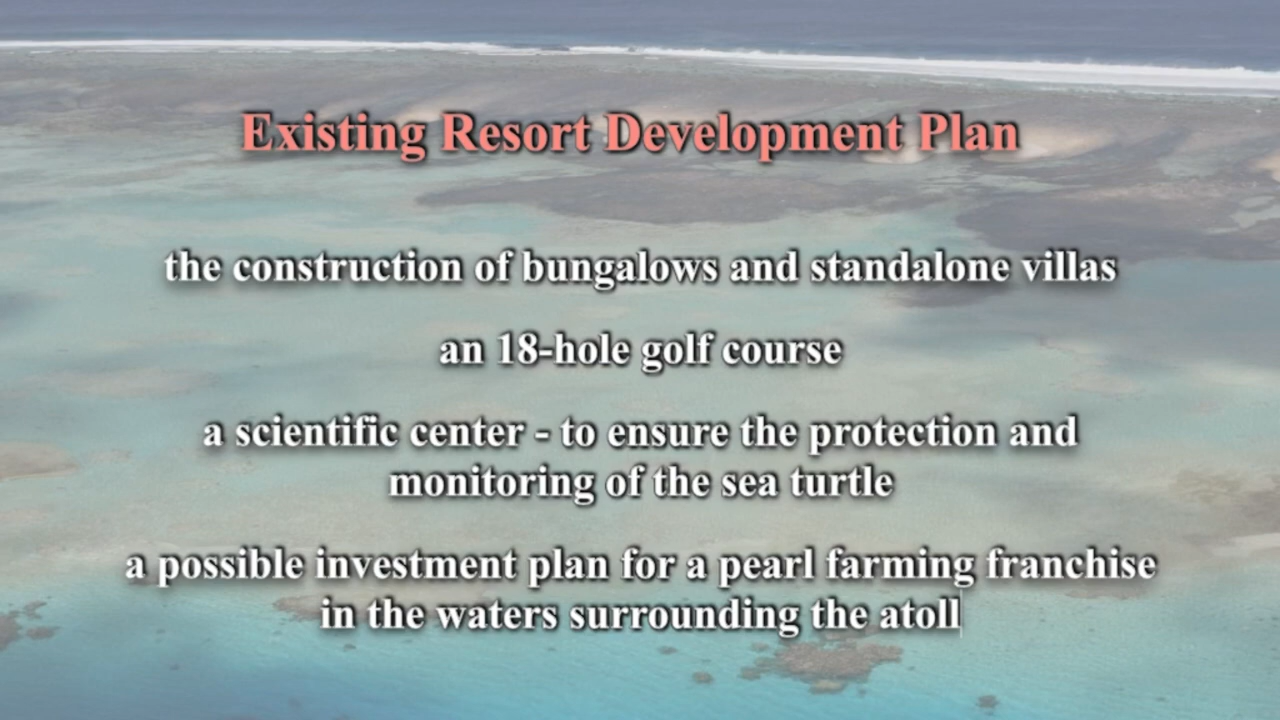 Existing Resort Development Plan
the construction of bungalows and standalone villas
an 18-hole golf course
a scientific center - to ensure the protection and
monitoring of the sea turtle
a possible investment plan for a pearl farming franchise
in the waters surrounding the atoll